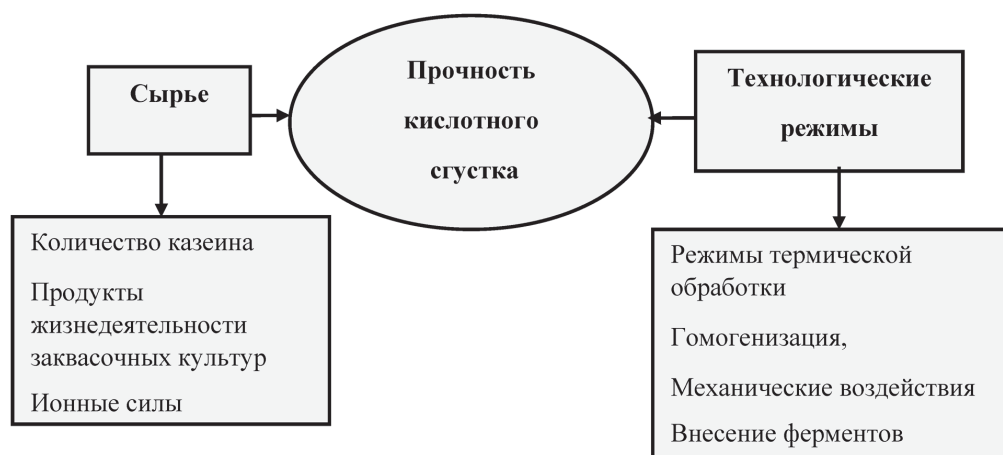 Сырье
Прочность
кислотного
сгустка
Технологические
режимы
Количество казеина
Продукты
жизнедеятельности
заквасочных культур
Ионные силы
Режимы термической
обработки
Гомогенизация,
Механические воздействия
Внесение ферментов